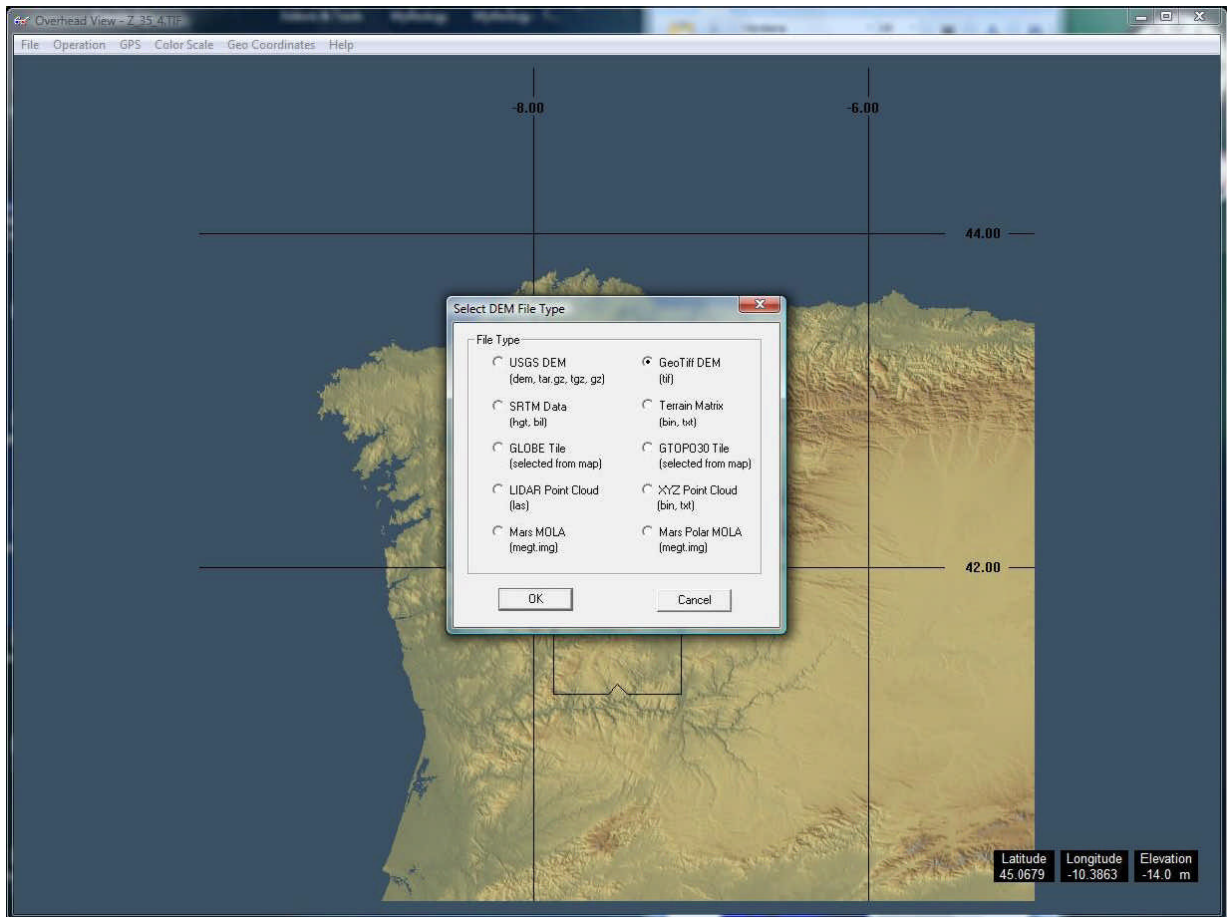 Overhead View - Z_35_4.TIF
File Operation GPS Color Scale Geo Coordinates Help
-8.00 -6.00
44.00
Select DEM File Type
File Type
USGS DEM
(dem, tar.gz, tgz, gz)
GeoTiff DEM
(tif)
SRTM Data
(hgt, bil)
Terrain Matrix
(bin, txt)
GLOBE Tile
(selected from map)
GTOPO30 Tile
(selected from map)
LIDAR Point Cloud
(las)
XYZ Point Cloud
(bin, txt)
Mars MOLA
(megt.img)
Mars Polar MOLA
(megt.img)
42.00
OK Cancel
Latitude Longitude Elevation
45.0679 -10.3863 -14.0 m